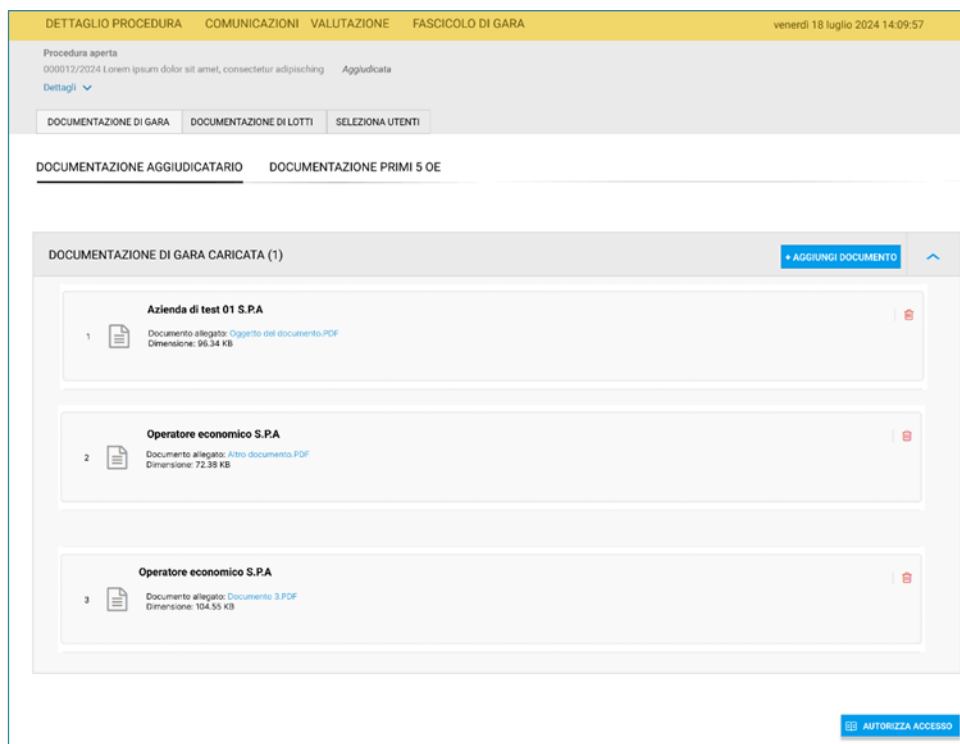 DETTAGLIO PROCEDURA COMUNICAZIONI VALUTAZIONE FASCICOLO DI GARA venerdì 18 luglio 2024 14:09:57
Procedura aperta
000012/2024 Lorem ipsum dolor sit amet, consectetur adipisching Aggiudicata
Dettagli
DOCUMENTAZIONE DI GARA DOCUMENTAZIONE DI LOTTI SELEZIONA UTENTI
DOCUMENTAZIONE AGGIUDICATARIO DOCUMENTAZIONE PRIMI 5 OE
DOCUMENTAZIONE DI GARA CARICATA (1) + AGGIUNGI DOCUMENTO
Azienda di test 01 S.P.A
1 Documento allegato: Oggetto del documento.PDF
Dimensione: 96.34 KB
Operatore economico S.P.A
2 Documento allegato: Altro documento.PDF
Dimensione: 72.38 KB
Operatore economico S.P.A
3 Documento allegato: Documento 3.PDF
Dimensione: 104.55 KB
AUTORIZZA ACCESSO